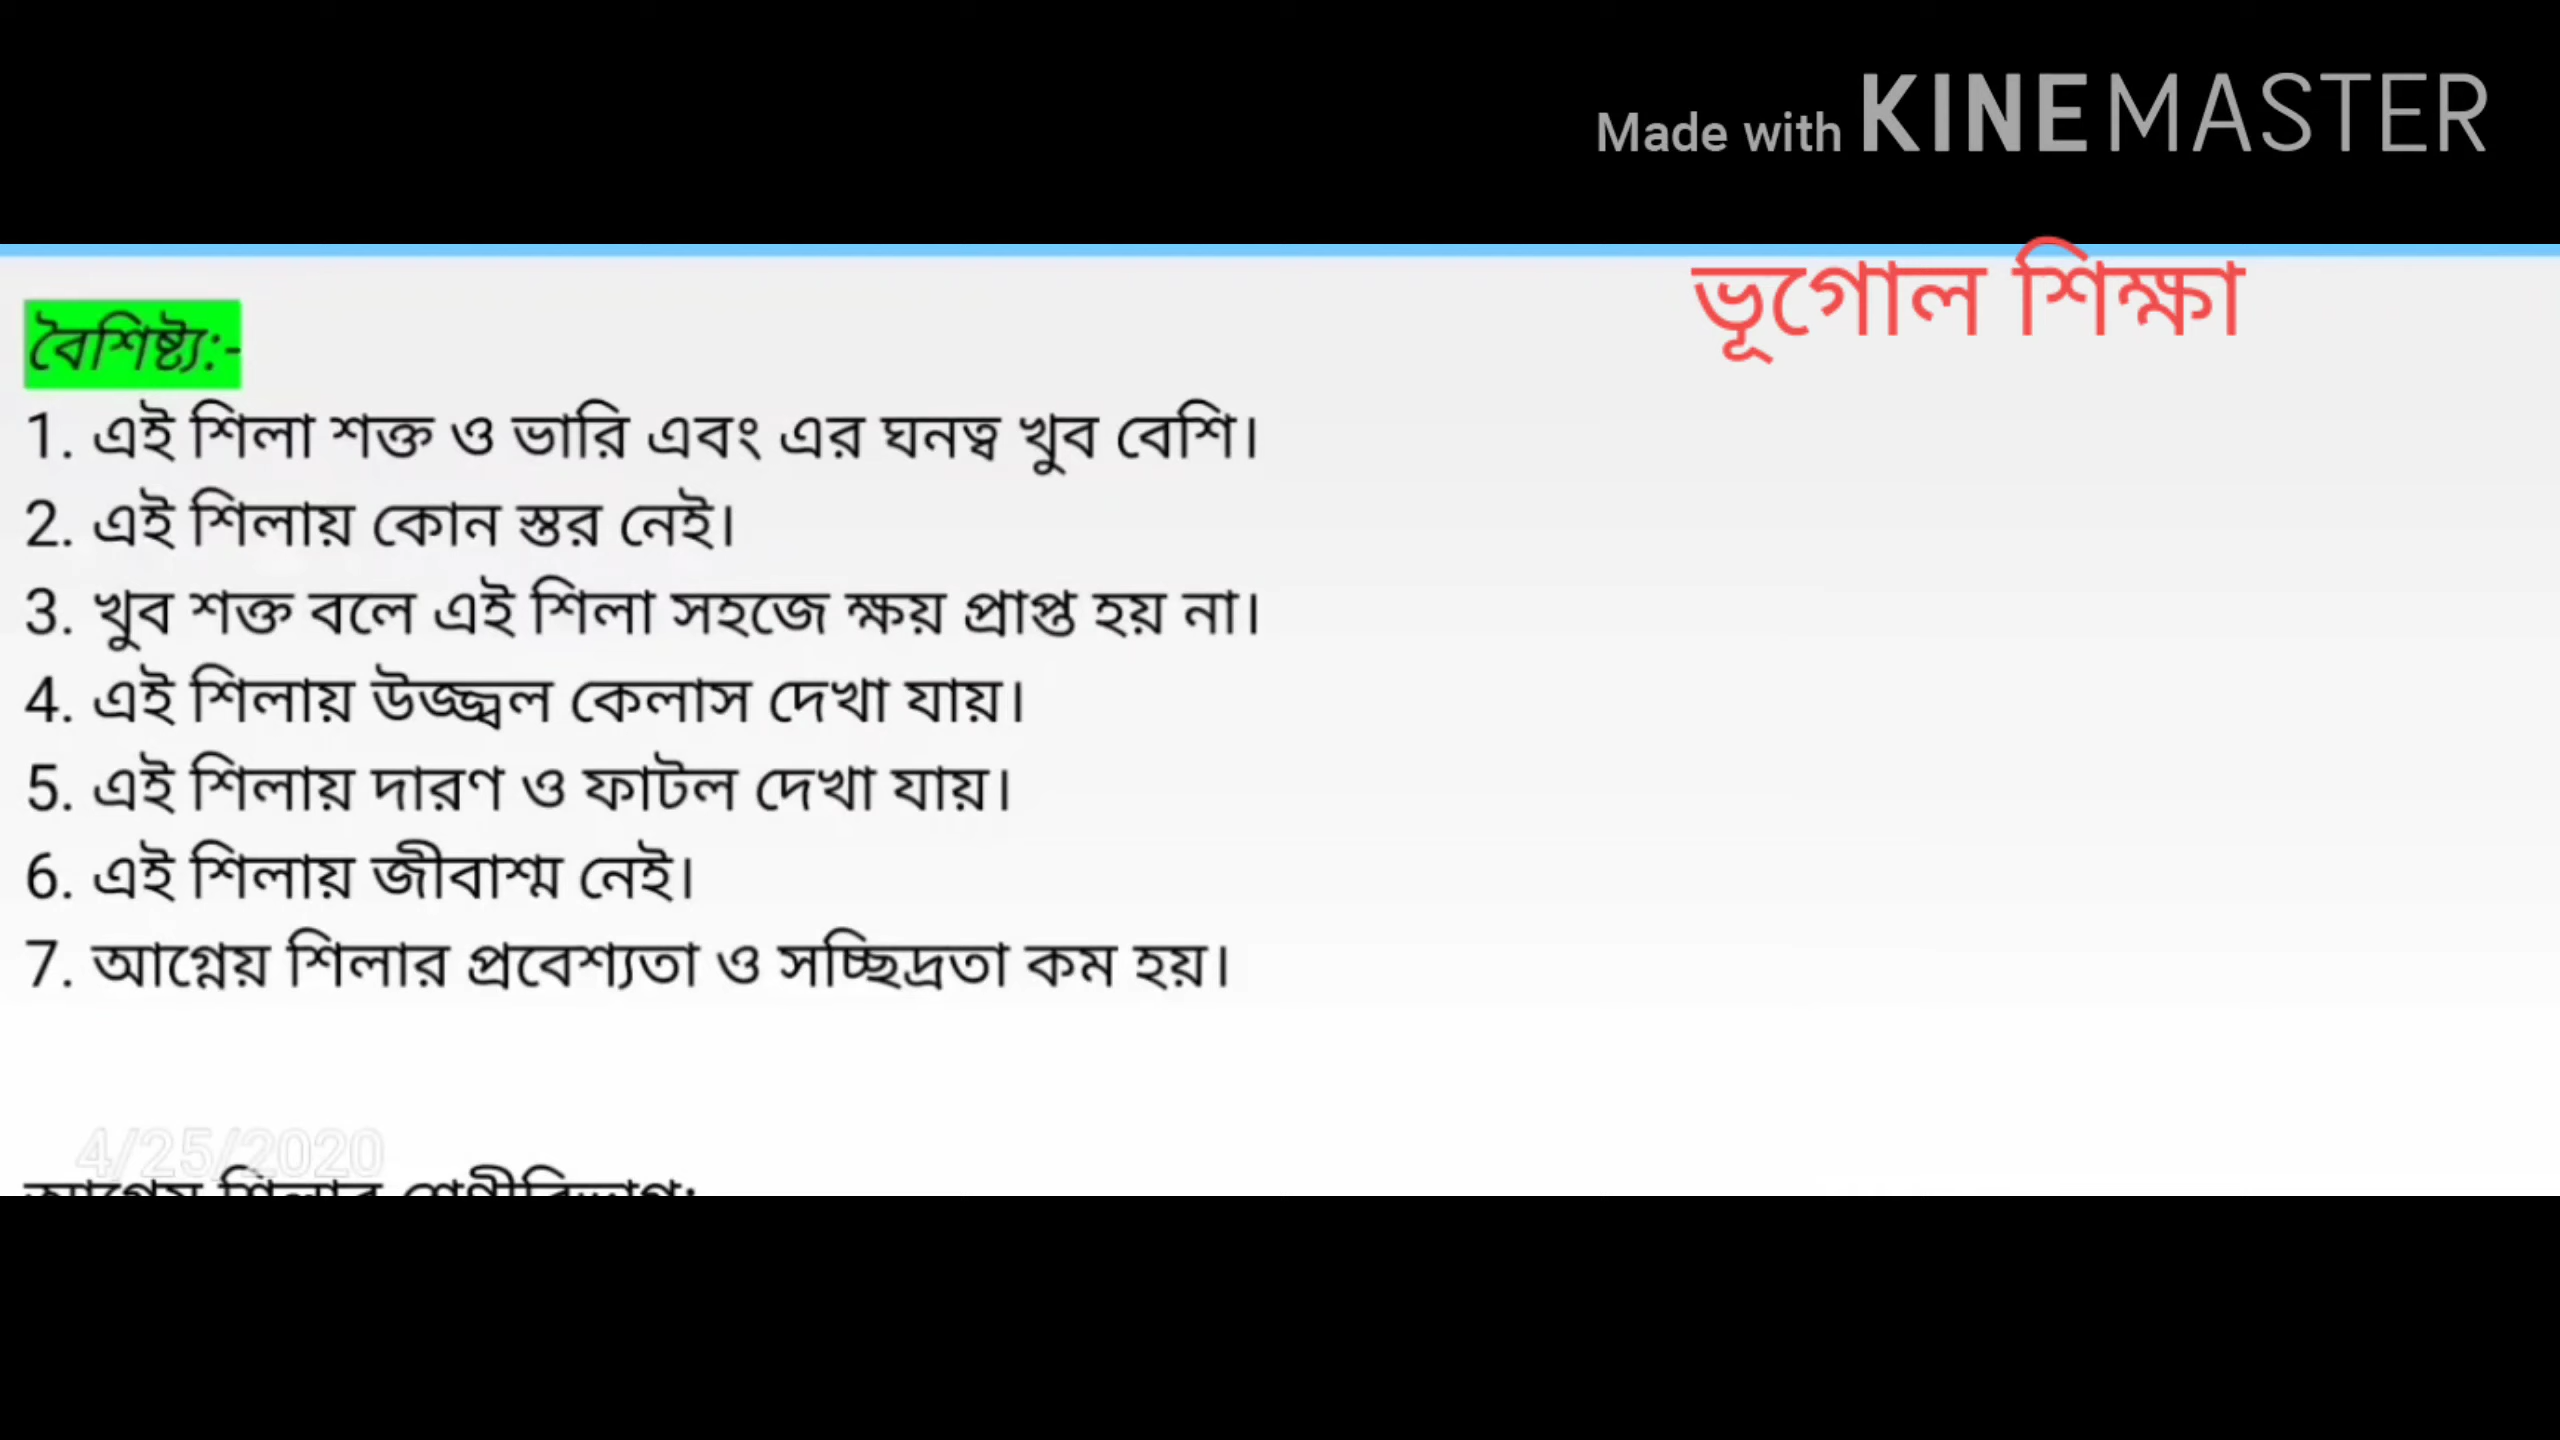 Made with KINEMASTER
ভূগোল শিক্ষা
বৈশিষ্ট্য:-
1. এই শিলা শক্ত ও ভারি এবং এর ঘনত্ব খুব বেশি।
2. এই শিলায় কোন স্তর নেই।
3. খুব শক্ত বলে এই শিলা সহজে ক্ষয় প্রাপ্ত হয় না।
4. এই শিলায় উজ্জ্বল কেলাস দেখা যায়।
5. এই শিলায় দারণ ও ফাটল দেখা যায়।
6. এই শিলায় জীবাশ্ম নেই।
7. আগ্নেয় শিলার প্রবেশ্যতা ও সচ্ছিদ্রতা কম হয়।
4/25/2020
আগ্নেয় শিলার শ্রেণীবিভাগ: